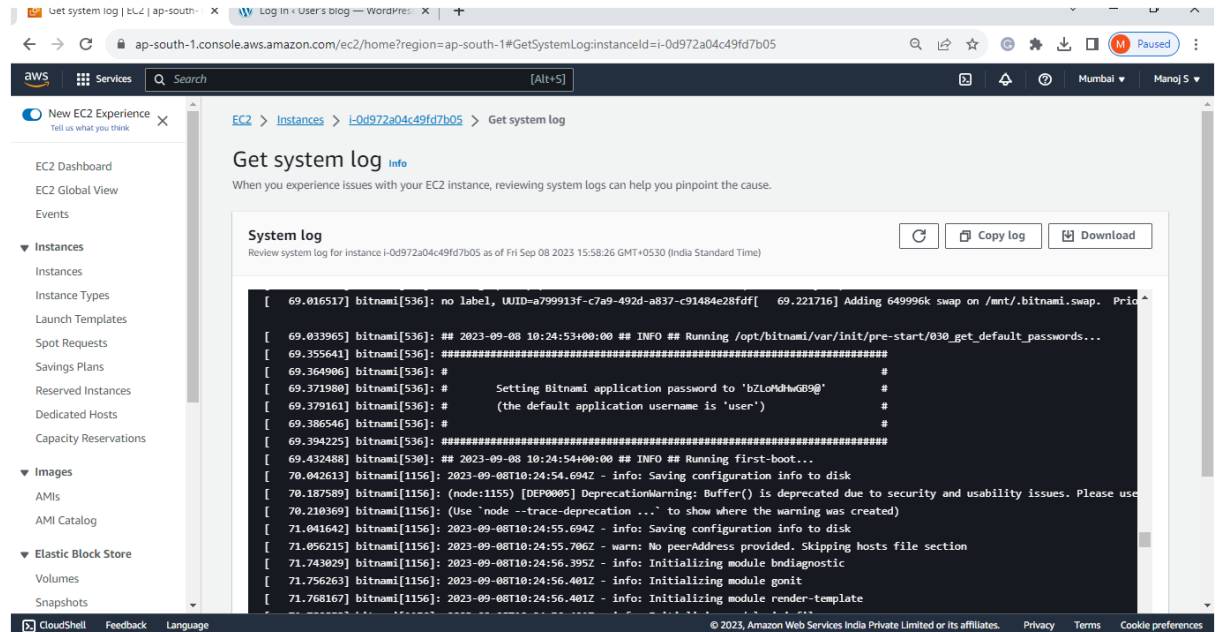 Get system log | EC2 | ap-south-
Log In ‹ User's blog — WordPress
ap-south-1.console.aws.amazon.com/ec2/home?region=ap-south-1#GetSystemLog:instanceId=i-0d972a04c49fd7b05
M Paused
aws Services Search [Alt+S] Mumbai Manoj S
New EC2 Experience
Tell us what you think
EC2 Dashboard
EC2 Global View
Events
Instances
Instances
Instance Types
Launch Templates
Spot Requests
Savings Plans
Reserved Instances
Dedicated Hosts
Capacity Reservations
Images
AMIs
AMI Catalog
Elastic Block Store
Volumes
Snapshots
EC2 > Instances > i-0d972a04c49fd7b05 > Get system log
Get system log Info
When you experience issues with your EC2 instance, reviewing system logs can help you pinpoint the cause.
System log
Review system log for instance i-0d972a04c49fd7b05 as of Fri Sep 08 2023 15:58:26 GMT+0530 (India Standard Time)
Copy log
Download
[ 69.016517] bitnami[536]: no label, UUID=a799913f-c7a9-492d-a837-c91484e28fdf[ 69.221716] Adding 649996k swap on /mnt/.bitnami.swap. Prio
[ 69.033965] bitnami[536]: ## 2023-09-08 10:24:53+00:00 ## INFO ## Running /opt/bitnami/var/init/pre-start/030_get_default_passwords...
[ 69.355641] bitnami[536]: #########################################################################
[ 69.364906] bitnami[536]: # #
[ 69.371980] bitnami[536]: # Setting Bitnami application password to 'bZLoMdHwGB9@' #
[ 69.379161] bitnami[536]: # (the default application username is 'user') #
[ 69.386546] bitnami[536]: # #
[ 69.394225] bitnami[536]: #########################################################################
[ 69.432488] bitnami[530]: ## 2023-09-08 10:24:54+00:00 ## INFO ## Running first-boot...
[ 70.042613] bitnami[1156]: 2023-09-08T10:24:54.694Z - info: Saving configuration info to disk
[ 70.187589] bitnami[1156]: (node:1155) [DEP0005] DeprecationWarning: Buffer() is deprecated due to security and usability issues. Please use
[ 70.210369] bitnami[1156]: (Use `node --trace-deprecation ...` to show where the warning was created)
[ 71.041642] bitnami[1156]: 2023-09-08T10:24:55.694Z - info: Saving configuration info to disk
[ 71.056215] bitnami[1156]: 2023-09-08T10:24:55.706Z - warn: No peerAddress provided. Skipping hosts file section
[ 71.743029] bitnami[1156]: 2023-09-08T10:24:56.395Z - info: Initializing module bndiagnostic
[ 71.756263] bitnami[1156]: 2023-09-08T10:24:56.401Z - info: Initializing module gonit
[ 71.768167] bitnami[1156]: 2023-09-08T10:24:56.401Z - info: Initializing module render-template
CloudShell Feedback Language © 2023, Amazon Web Services India Private Limited or its affiliates. Privacy Terms Cookie preferences